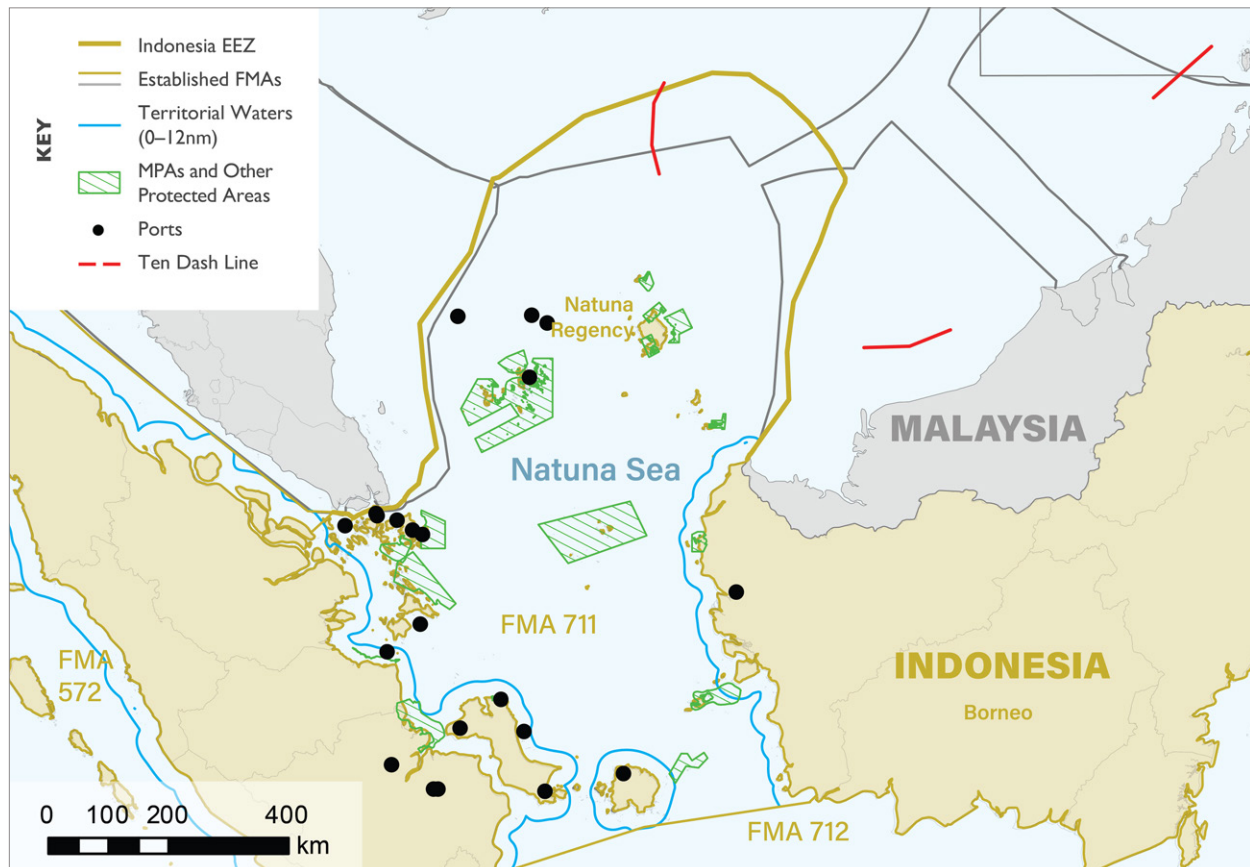 KEY
Indonesia EEZ
Established FMAs
Territorial Waters
(0–12nm)
MPAs and Other
Protected Areas
Ports
Ten Dash Line
Natuna
Regency
MALAYSIA
Natuna Sea
FMA 711
FMA
572
INDONESIA
Borneo
FMA 712
0 100 200 400
km